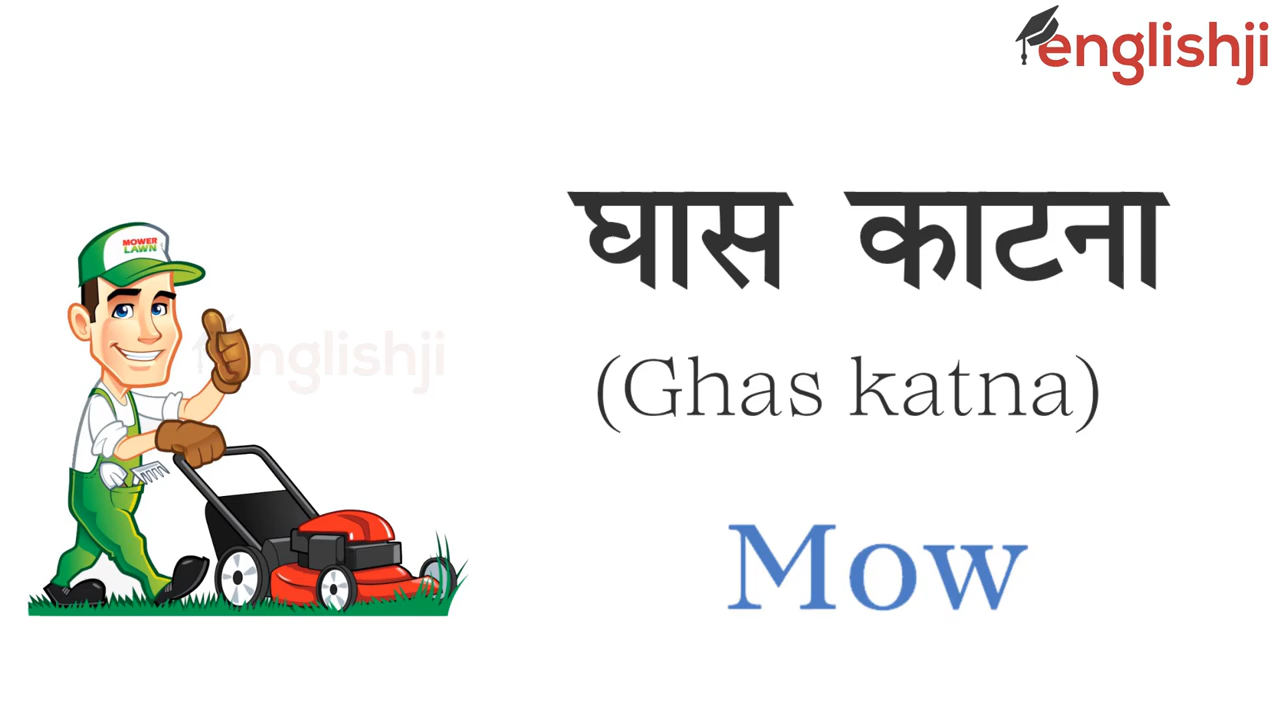 englishji
घास काटना
MOWER
LAWN
englishji
(Ghas katna)
Mow